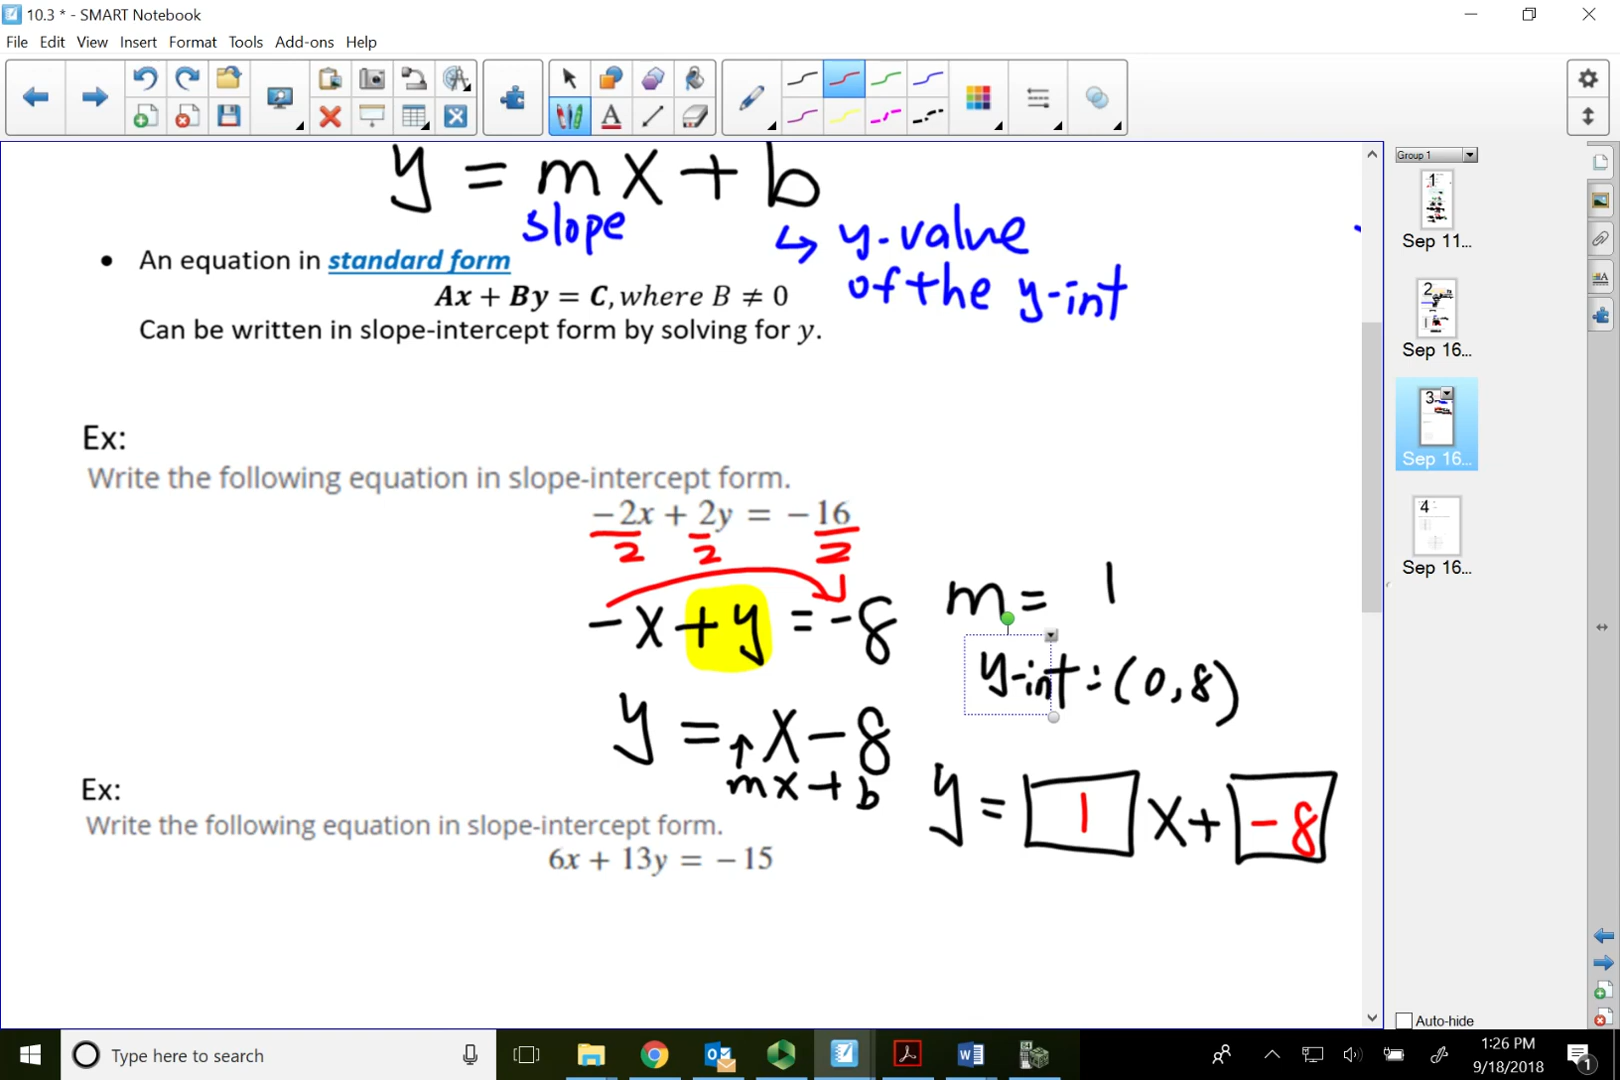 10.3 * - SMART Notebook
File Edit View Insert Format Tools Add-ons Help
y = mx + b
slope
↳ y-value
of the y-int
• An equation in standard form
Ax + By = C, where B ≠ 0
Can be written in slope-intercept form by solving for y.
Ex:
Write the following equation in slope-intercept form.
−2x + 2y = −16
2 2 2
-x + y = -8
m = 1
y-int = (0, 8)
y = x - 8
↑
mx + b
y = 1 x + -8
Ex:
Write the following equation in slope-intercept form.
6x + 13y = −15
Group 1
1
Sep 11...
2
Sep 16...
3
Sep 16...
4
Sep 16...
Auto-hide
Type here to search
1:26 PM
9/18/2018
1